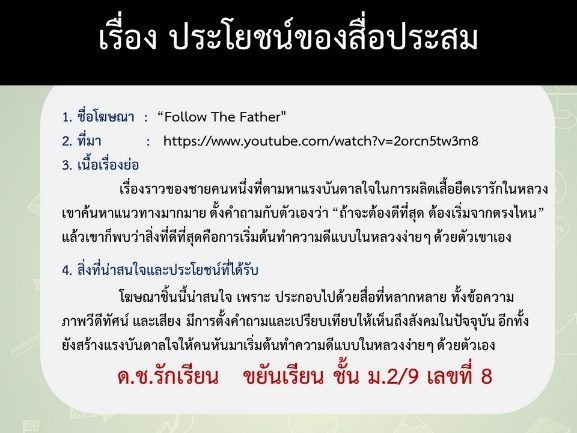 เรื่อง ประโยชน์ของสื่อประสม
1. ชื่อโฆษณา : “Follow The Father"
2. ที่มา : https://www.youtube.com/watch?v=2orcn5tw3m8
3. เนื้อเรื่องย่อ
เรื่องราวของชายคนหนึ่งที่ตามหาแรงบันดาลใจในการผลิตเสื้อยืดเรารักในหลวง
เขาค้นหาแนวทางมากมาย ตั้งคำถามกับตัวเองว่า “ถ้าจะต้องดีที่สุด ต้องเริ่มจากตรงไหน”
แล้วเขาก็พบว่าสิ่งที่ดีที่สุดคือการเริ่มต้นทำความดีแบบในหลวงง่ายๆ ด้วยตัวเขาเอง
4. สิ่งที่น่าสนใจและประโยชน์ที่ได้รับ
โฆษณาชิ้นนี้น่าสนใจ เพราะ ประกอบไปด้วยสื่อที่หลากหลาย ทั้งข้อความ
ภาพวีดีทัศน์ และเสียง มีการตั้งคำถามและเปรียบเทียบให้เห็นถึงสังคมในปัจจุบัน อีกทั้ง
ยังสร้างแรงบันดาลใจให้คนหันมาเริ่มต้นทำความดีแบบในหลวงง่ายๆ ด้วยตัวเอง
ด.ช.รักเรียน ขยันเรียน ชั้น ม.2/9 เลขที่ 8